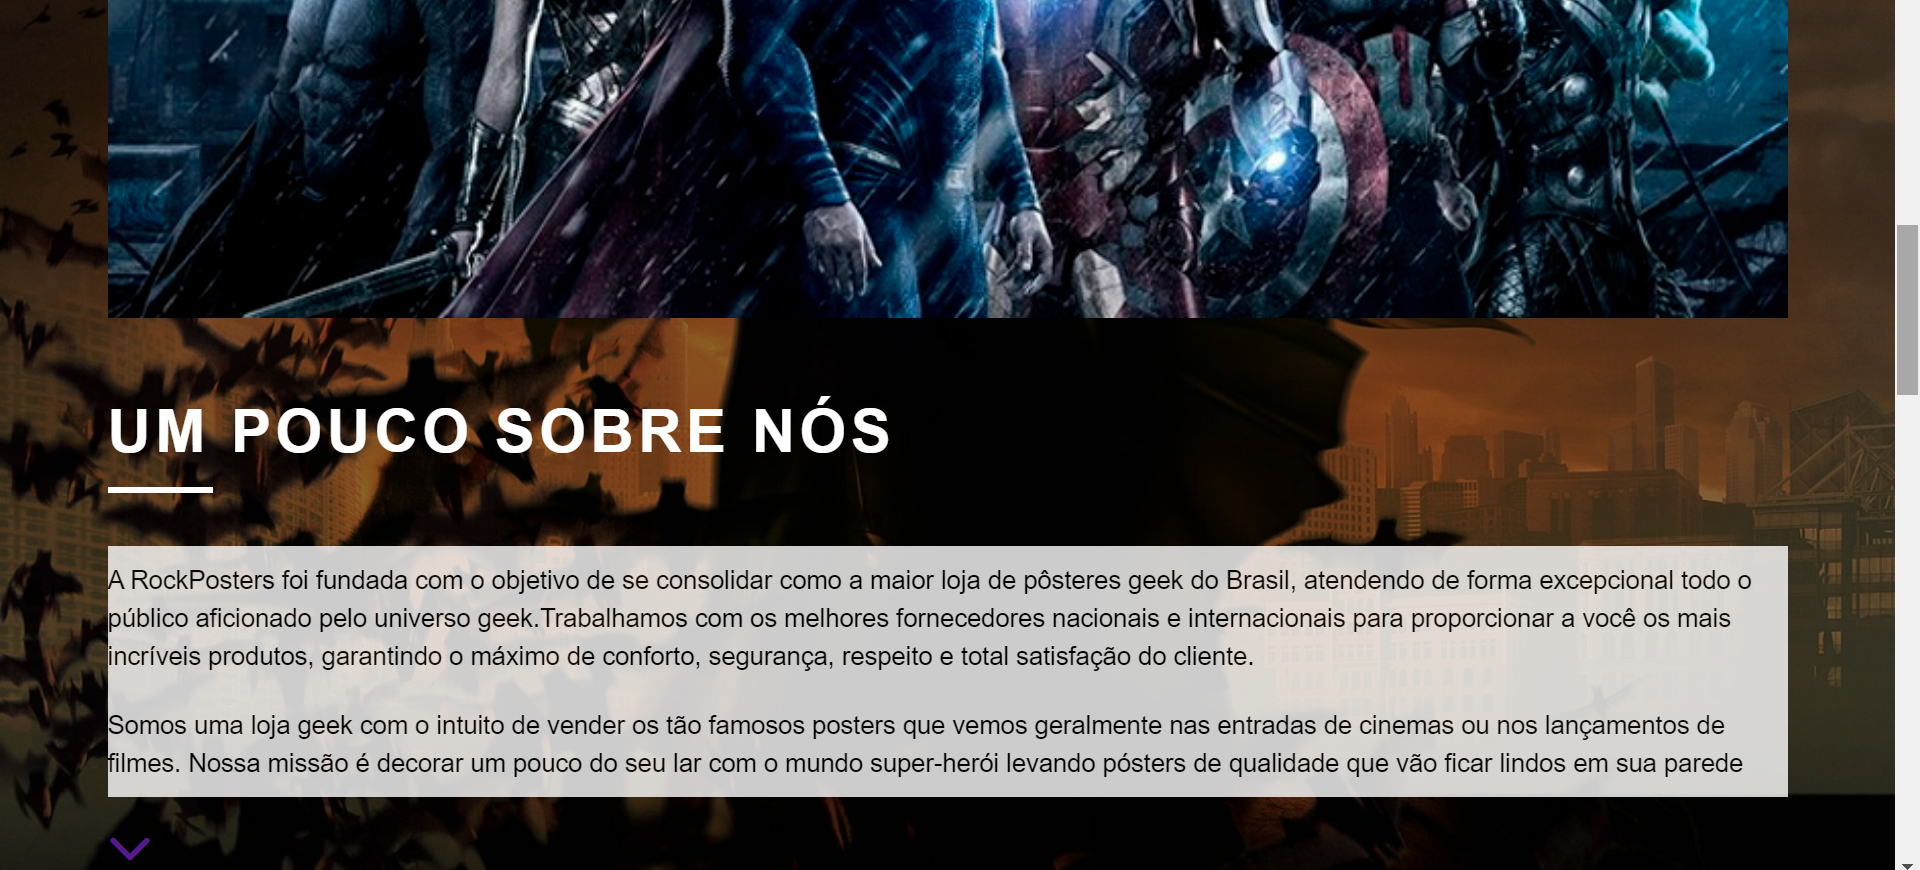 UM POUCO SOBRE NÓS
A RockPosters foi fundada com o objetivo de se consolidar como a maior loja de pôsteres geek do Brasil, atendendo de forma excepcional todo o
público aficionado pelo universo geek.Trabalhamos com os melhores fornecedores nacionais e internacionais para proporcionar a você os mais
incríveis produtos, garantindo o máximo de conforto, segurança, respeito e total satisfação do cliente.
Somos uma loja geek com o intuito de vender os tão famosos posters que vemos geralmente nas entradas de cinemas ou nos lançamentos de
filmes. Nossa missão é decorar um pouco do seu lar com o mundo super-herói levando pósters de qualidade que vão ficar lindos em sua parede